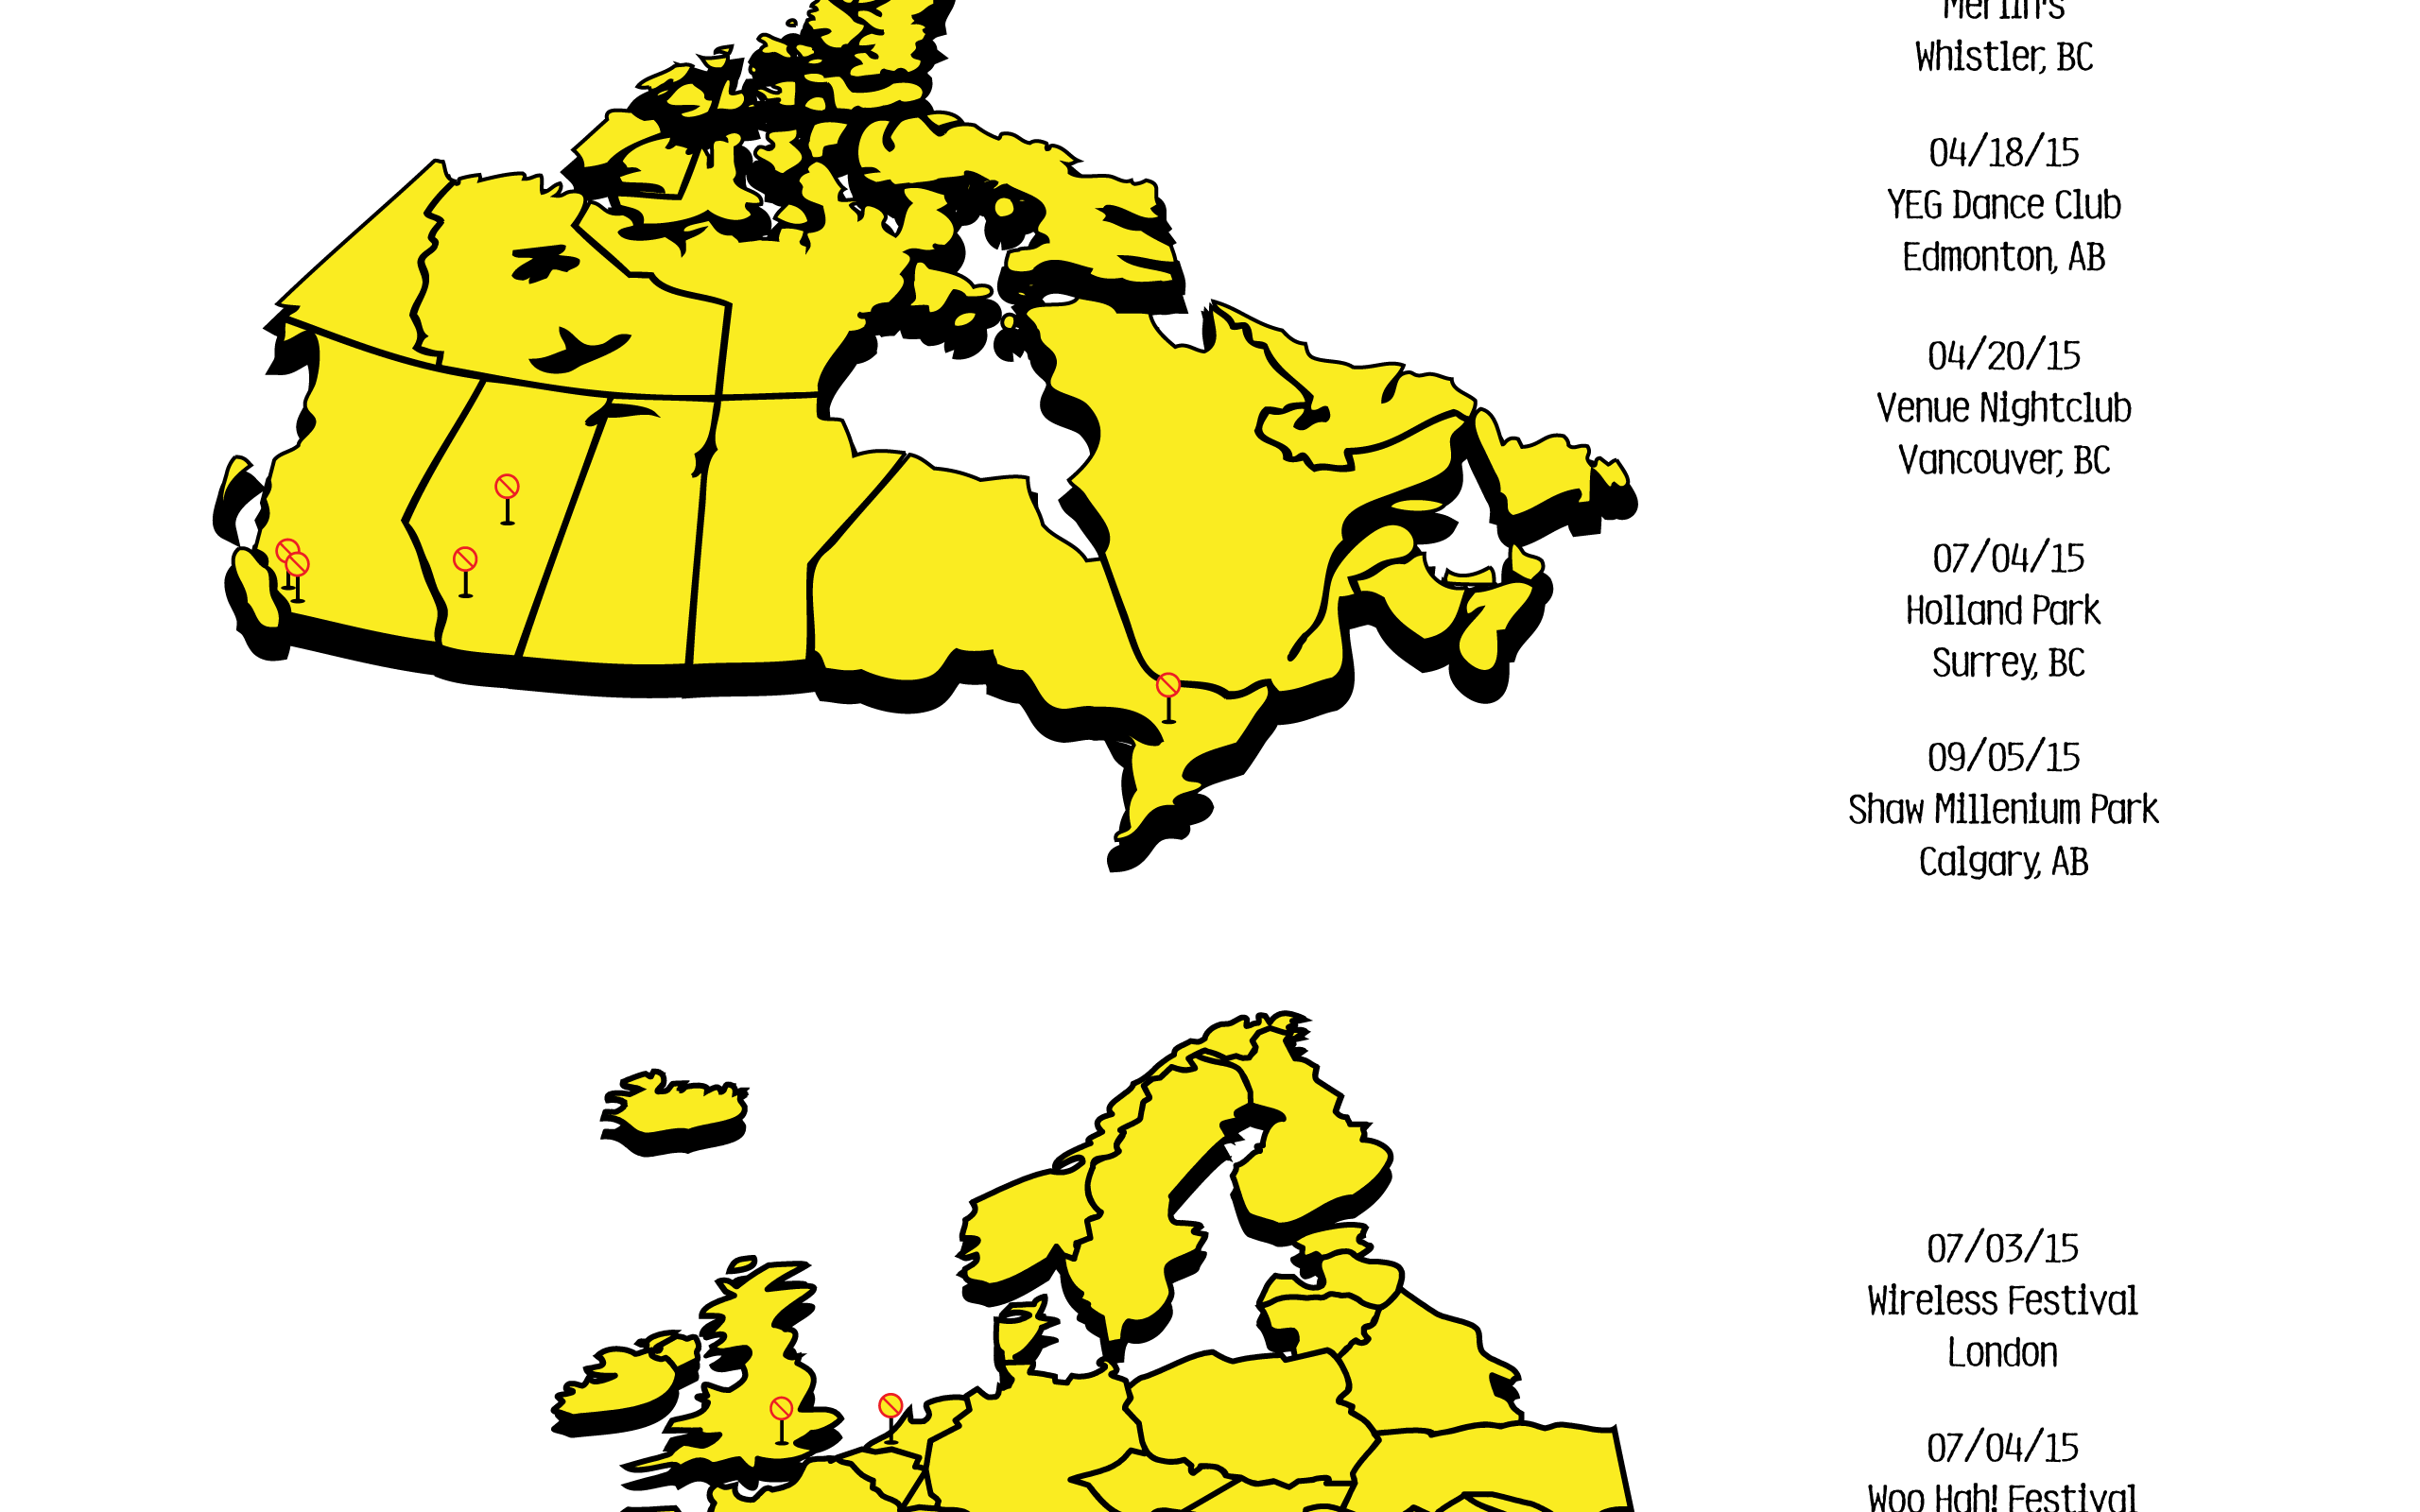 Merlin's
Whistler, BC
04/18/15
YEG Dance Club
Edmonton, AB
04/20/15
Venue Nightclub
Vancouver, BC
07/04/15
Holland Park
Surrey, BC
09/05/15
Shaw Millenium Park
Calgary, AB
07/03/15
Wireless Festival
London
07/04/15
Woo Hah! Festival